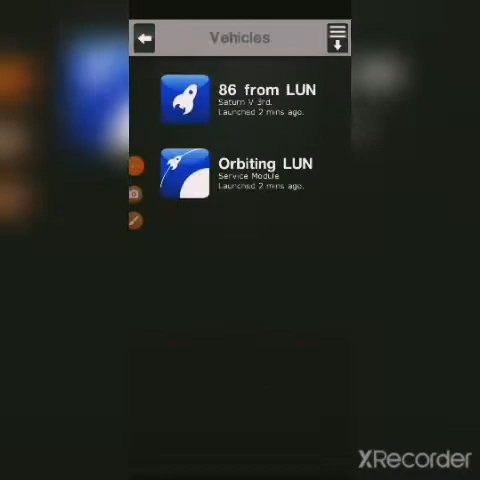 Vehicles
86 from LUN
Saturn V 3rd.
Launched 2 mins ago.
Orbiting LUN
Service Module
Launched 2 mins ago.
XRecorder